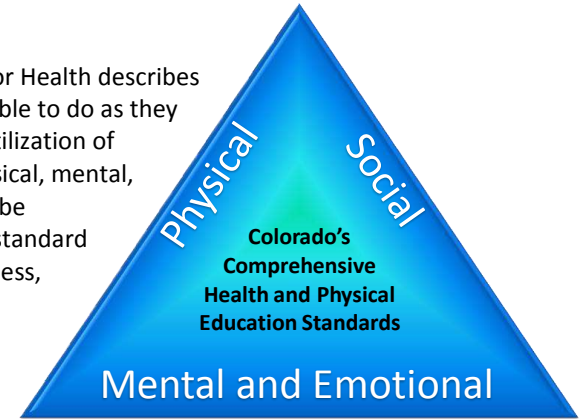 or Health describes
ble to do as they
tilization of
sical, mental,
be
standard
ess,
Physical
Social
Colorado's
Comprehensive
Health and Physical
Education Standards
Mental and Emotional